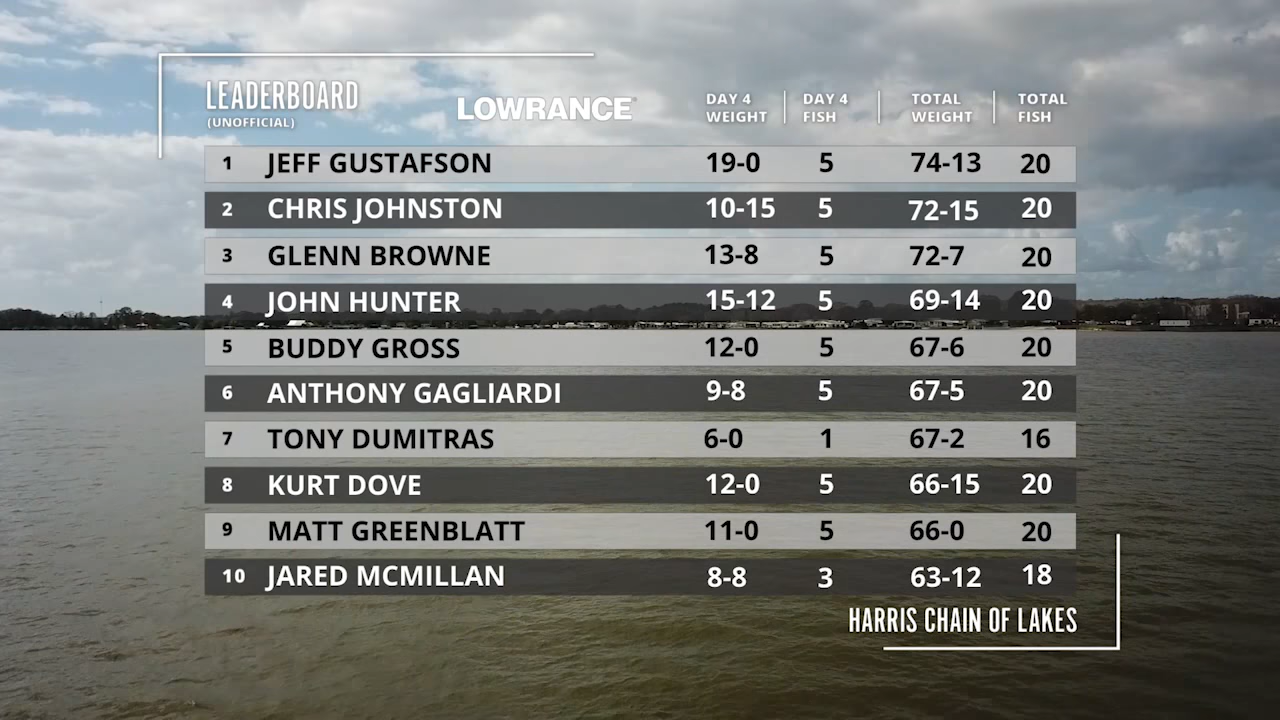 LEADERBOARD
(UNOFFICIAL)
LOWRANCE
DAY 4 WEIGHT
DAY 4 FISH
TOTAL WEIGHT
TOTAL FISH
1 JEFF GUSTAFSON 19-0 5 74-13 20
2 CHRIS JOHNSTON 10-15 5 72-15 20
3 GLENN BROWNE 13-8 5 72-7 20
4 JOHN HUNTER 15-12 5 69-14 20
5 BUDDY GROSS 12-0 5 67-6 20
6 ANTHONY GAGLIARDI 9-8 5 67-5 20
7 TONY DUMITRAS 6-0 1 67-2 16
8 KURT DOVE 12-0 5 66-15 20
9 MATT GREENBLATT 11-0 5 66-0 20
10 JARED MCMILLAN 8-8 3 63-12 18
HARRIS CHAIN OF LAKES